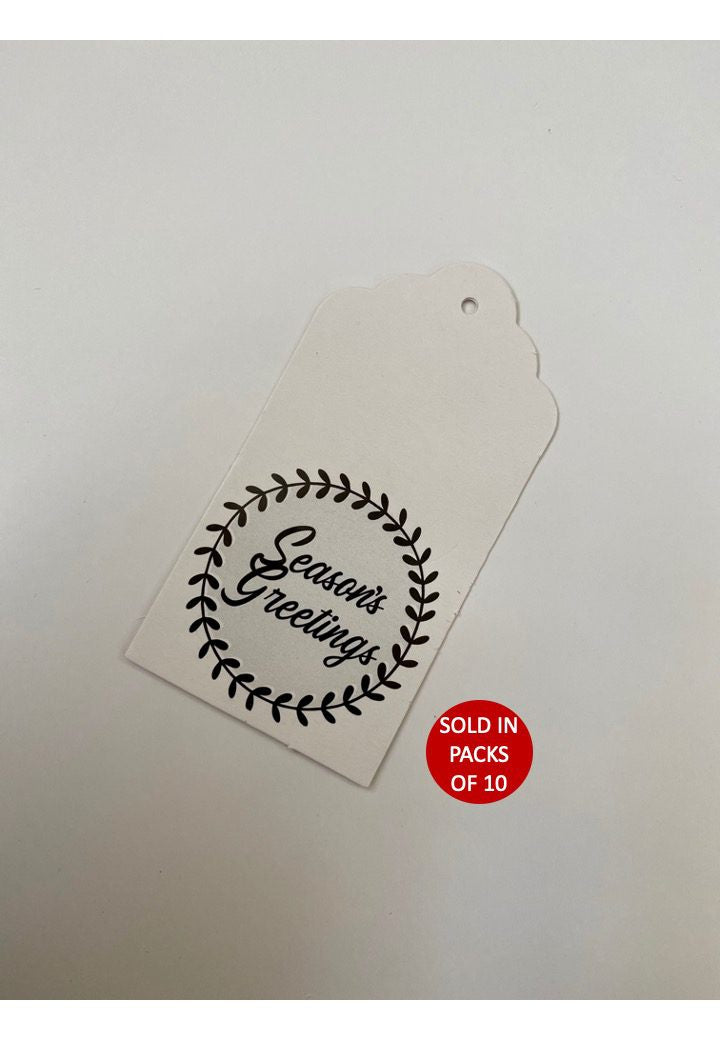 Season's
Greetings
SOLD IN
PACKS
OF 10